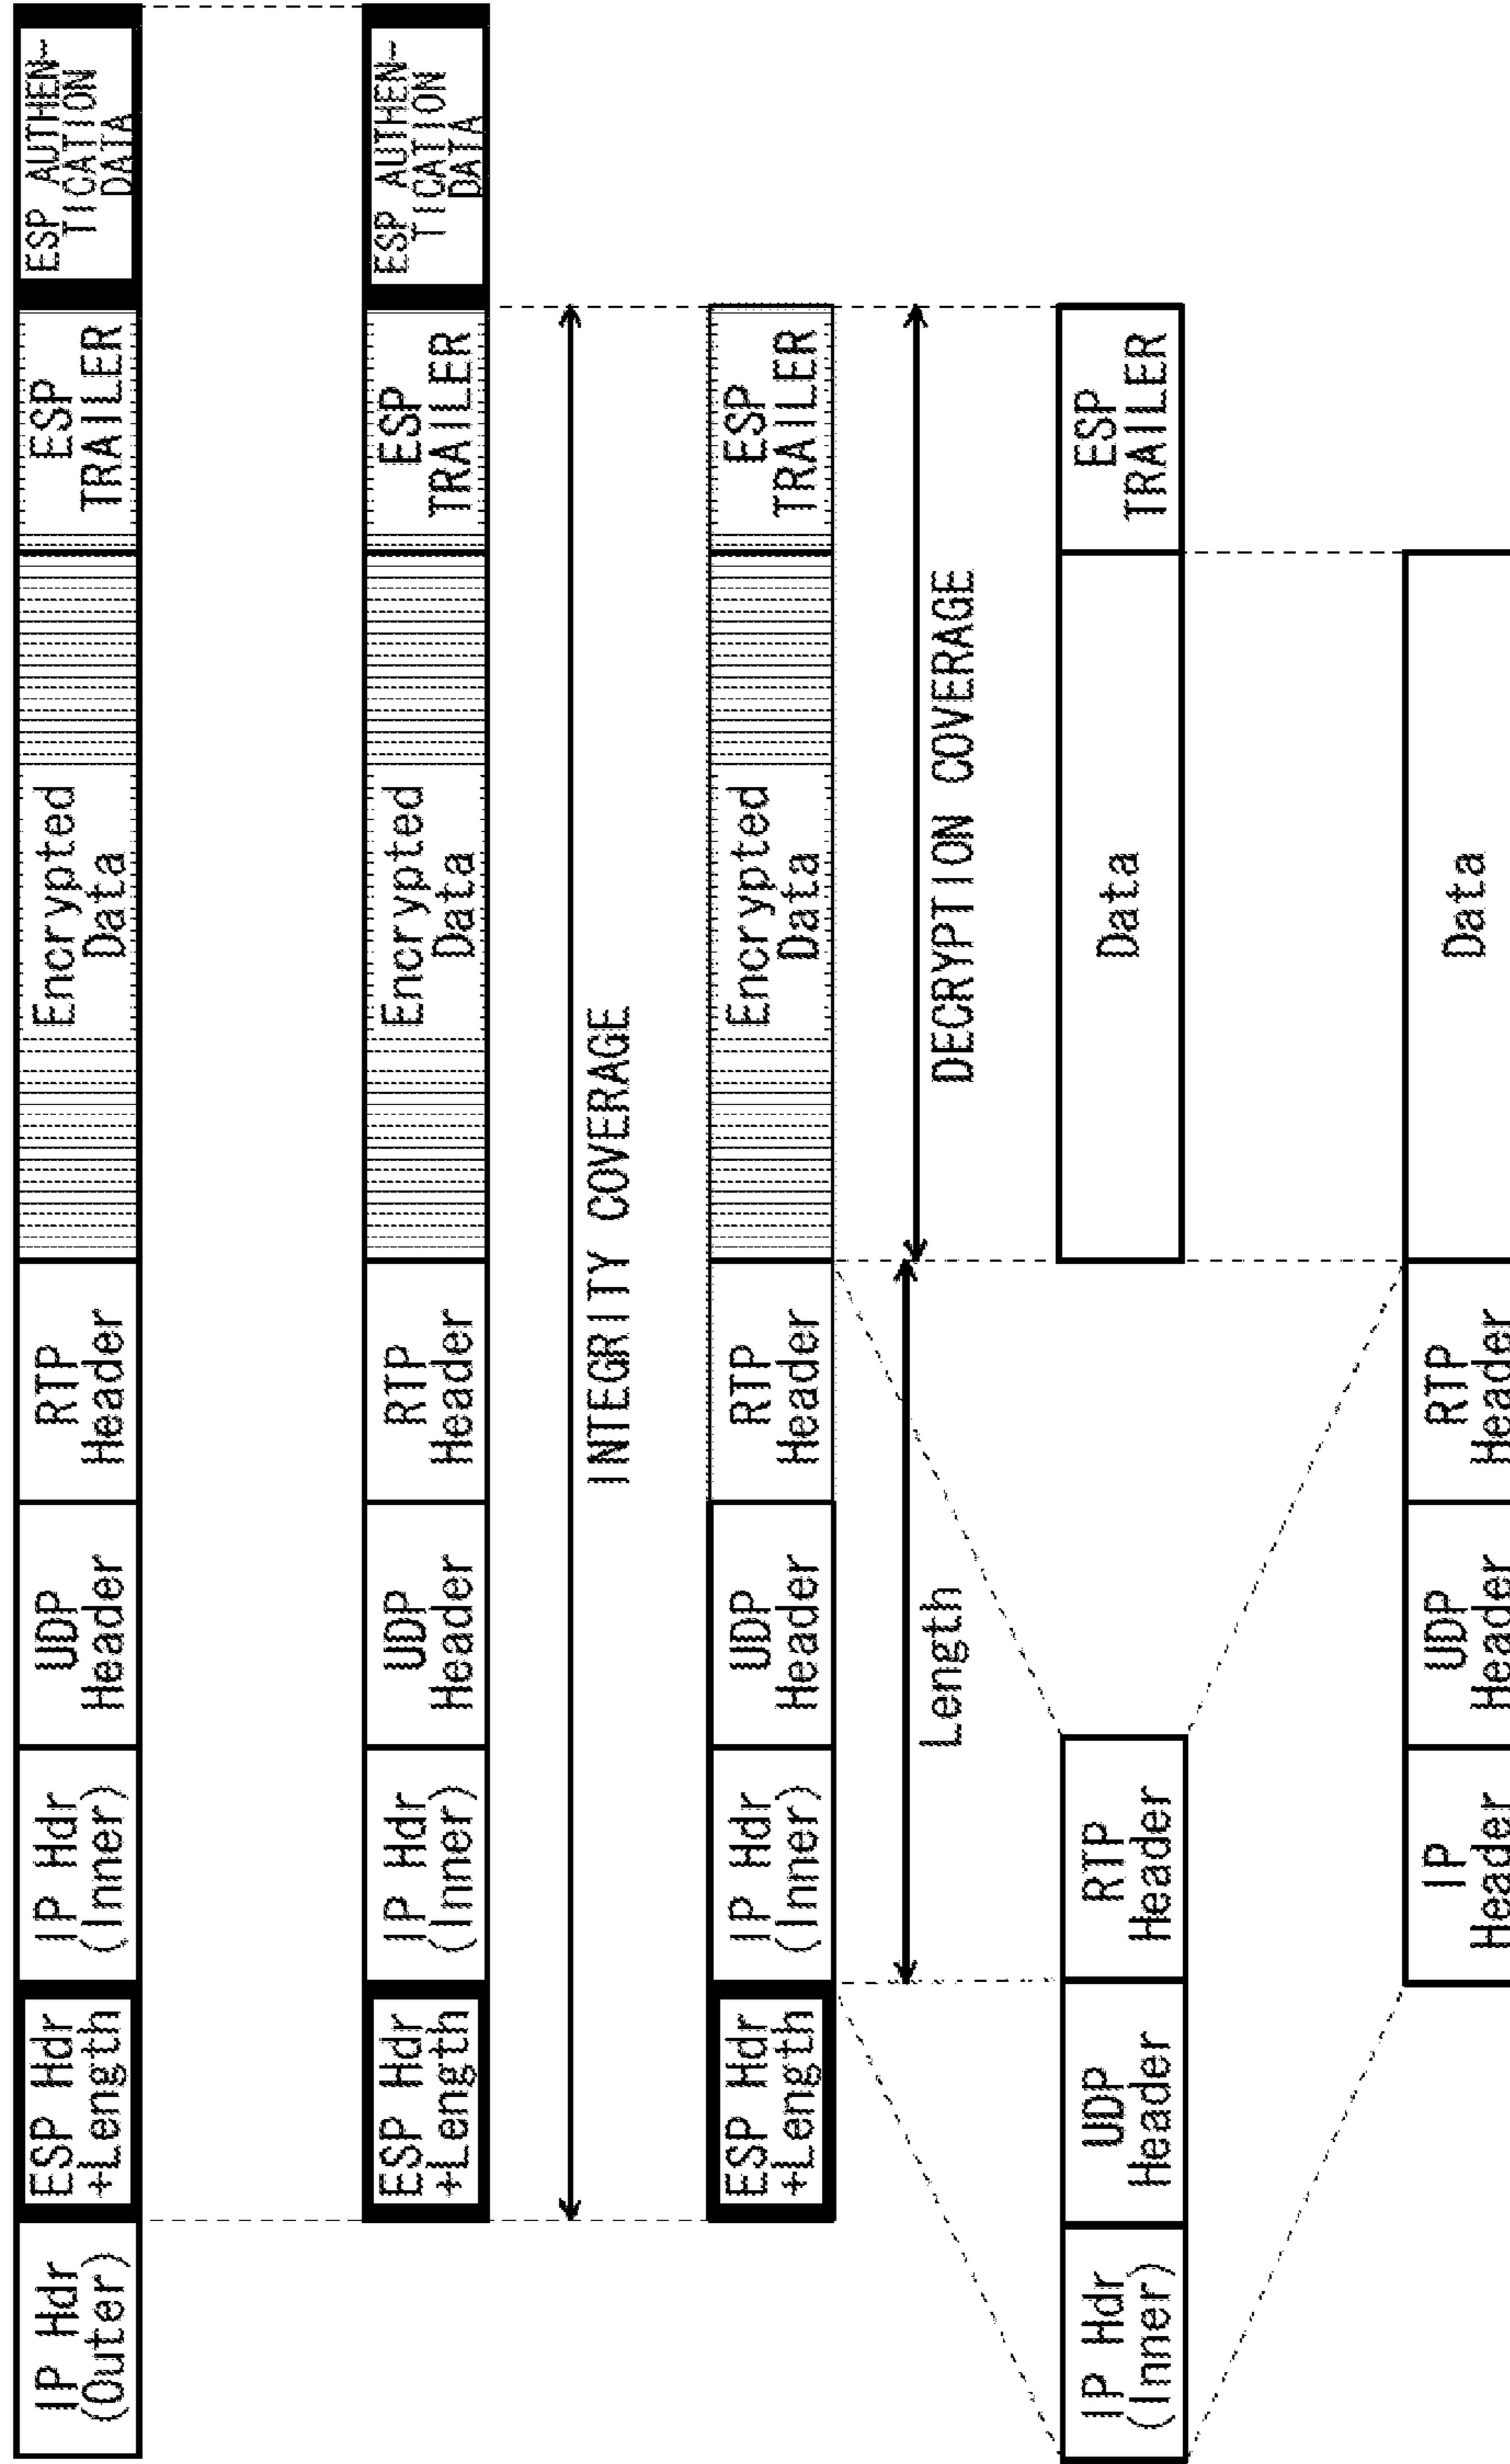 IP Hdr
(Outer)
ESP Hdr
+Length
IP Hdr
(Inner)
UDP
Header
RTP
Header
Encrypted
Data
ESP
TRAILER
ESP AUTHEN-
TICATION
DATA
ESP Hdr
+Length
IP Hdr
(Inner)
UDP
Header
RTP
Header
Encrypted
Data
ESP
TRAILER
ESP AUTHEN-
TICATION
DATA
INTEGRITY COVERAGE
ESP Hdr
+Length
IP Hdr
(Inner)
UDP
Header
RTP
Header
Encrypted
Data
ESP
TRAILER
Length
DECRYPTION COVERAGE
IP Hdr
(Inner)
UDP
Header
RTP
Header
Data
ESP
TRAILER
IP
Header
UDP
Header
RTP
Header
Data